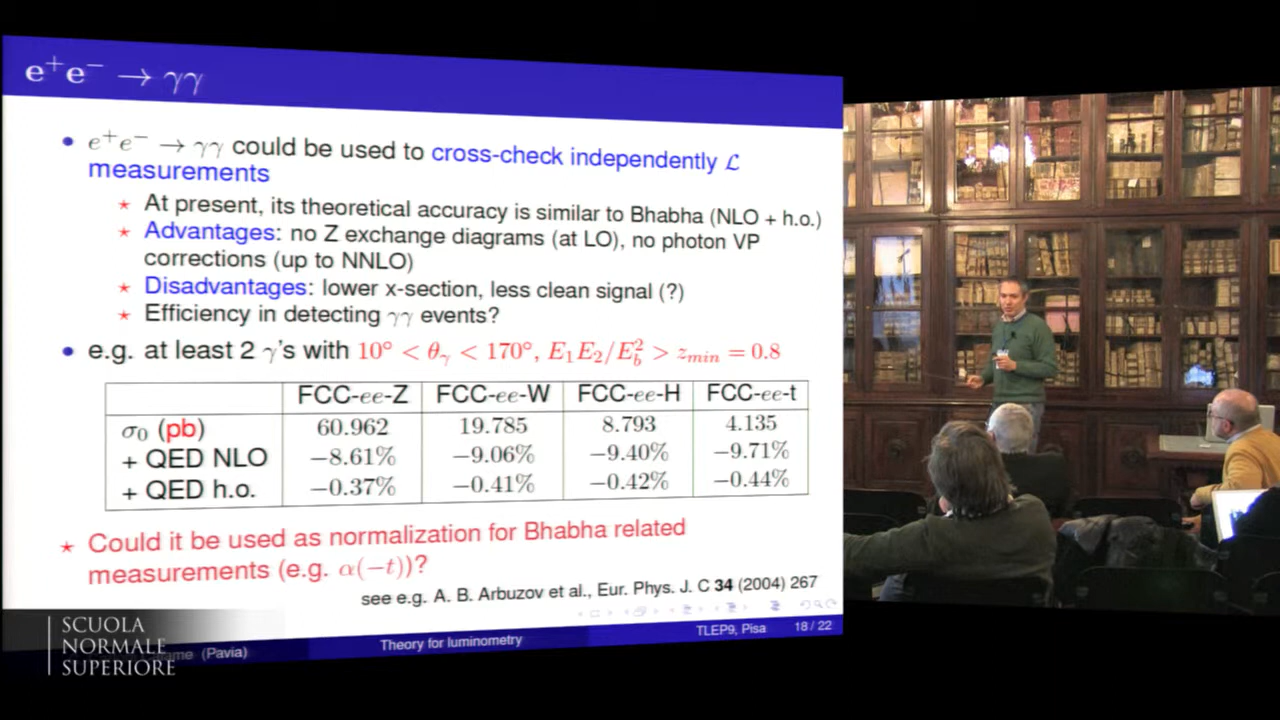 e⁺e⁻ → γγ
• e⁺e⁻ → γγ could be used to cross-check independently ℒ
measurements
⋆ At present, its theoretical accuracy is similar to Bhabha (NLO + h.o.)
⋆ Advantages: no Z exchange diagrams (at LO), no photon VP
corrections (up to NNLO)
⋆ Disadvantages: lower x-section, less clean signal (?)
⋆ Efficiency in detecting γγ events?
• e.g. at least 2 γ's with 10° < θ_γ < 170°, E₁E₂/E_b² > z_min = 0.8
FCC-ee-Z FCC-ee-W FCC-ee-H FCC-ee-t
σ₀ (pb) 60.962 19.785 8.793 4.135
+ QED NLO −8.61% −9.06% −9.40% −9.71%
+ QED h.o. −0.37% −0.41% −0.42% −0.44%
⋆ Could it be used as normalization for Bhabha related
measurements (e.g. α(−t))?
see e.g. A. B. Arbuzov et al., Eur. Phys. J. C 34 (2004) 267
(Pavia) Theory for luminometry TLEP9, Pisa 18 / 22
SCUOLA
NORMALE
SUPERIORE